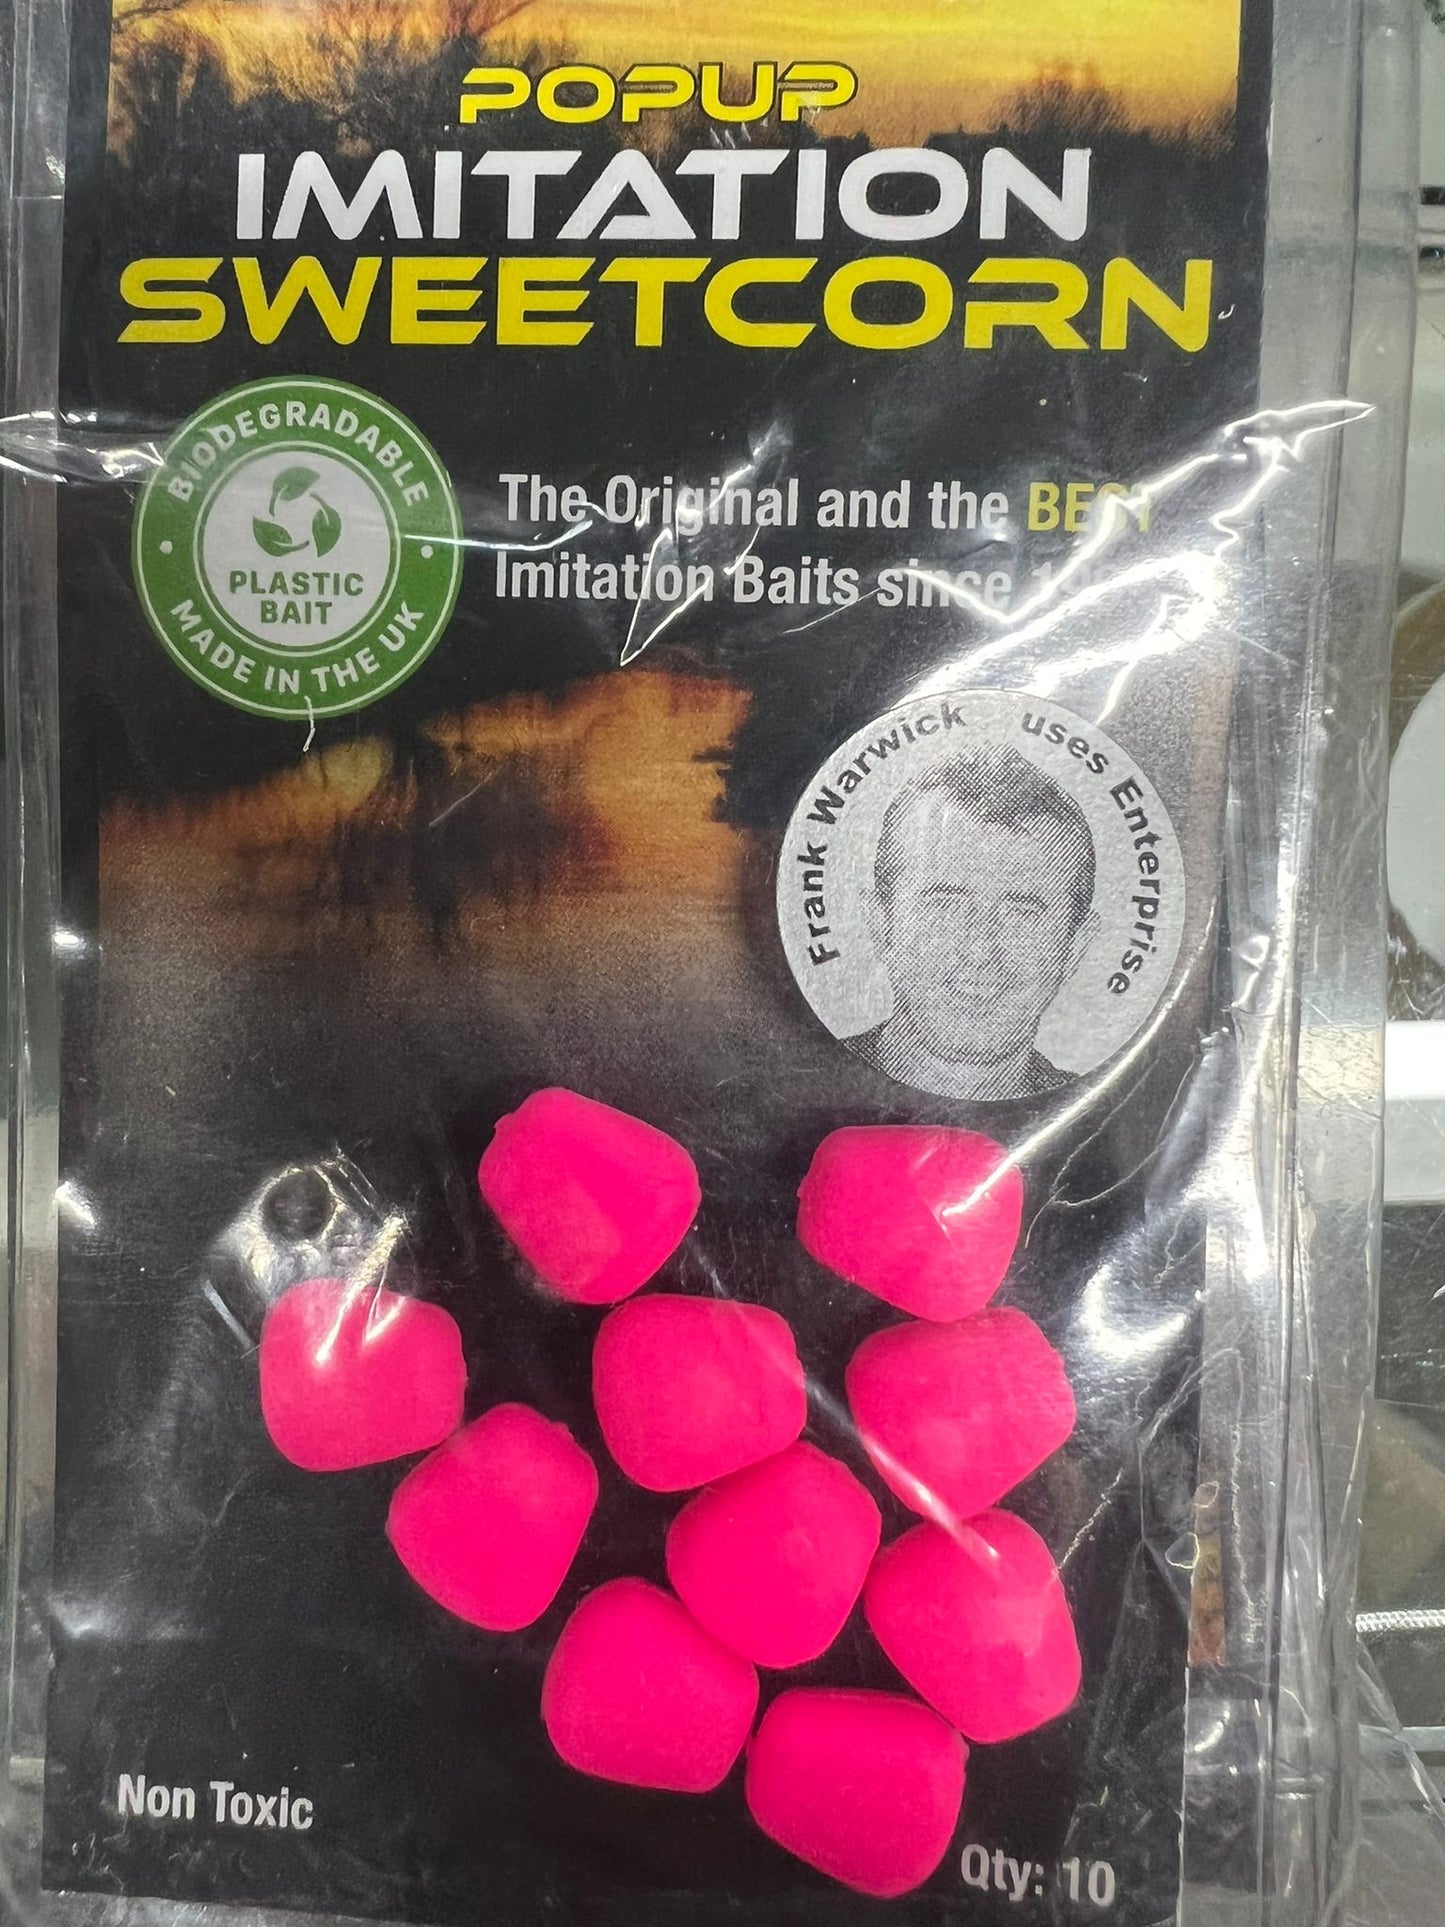 POPUP
IMITATION
SWEETCORN
BIODEGRADABLE
PLASTIC
BAIT
MADE IN THE UK
The Original and the BEST
Imitation Baits since
Frank Warwick uses Enterprise
Non Toxic
Qty: 10